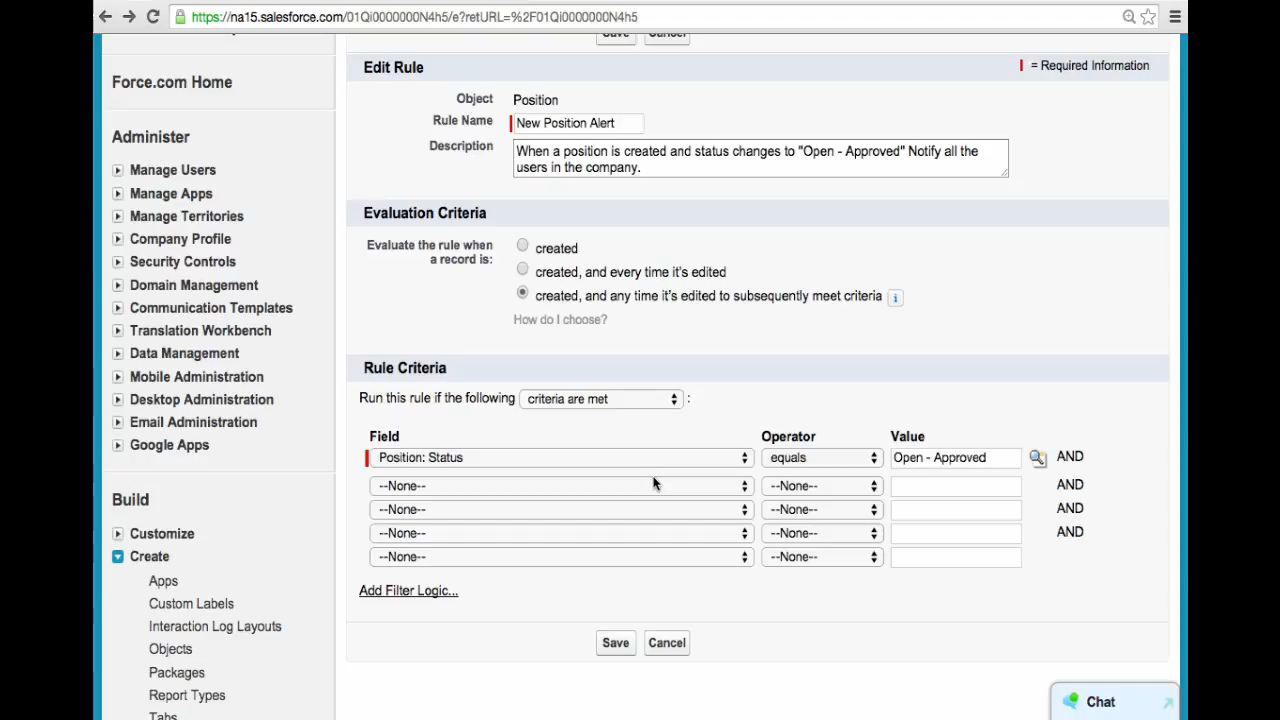 https://na15.salesforce.com/01Qi0000000N4h5/e?retURL=%2F01Qi0000000N4h5
Save Cancel
Force.com Home
Administer
Manage Users
Manage Apps
Manage Territories
Company Profile
Security Controls
Domain Management
Communication Templates
Translation Workbench
Data Management
Mobile Administration
Desktop Administration
Email Administration
Google Apps
Build
Customize
Create
Apps
Custom Labels
Interaction Log Layouts
Objects
Packages
Report Types
Tabs
Edit Rule
= Required Information
Object Position
Rule Name New Position Alert
Description When a position is created and status changes to "Open - Approved" Notify all the
users in the company.
Evaluation Criteria
Evaluate the rule when
a record is:
created
created, and every time it's edited
created, and any time it's edited to subsequently meet criteria i
How do I choose?
Rule Criteria
Run this rule if the following criteria are met :
Field Operator Value
Position: Status equals Open - Approved AND
--None-- --None-- AND
--None-- --None-- AND
--None-- --None-- AND
--None-- --None--
Add Filter Logic...
Save Cancel
Chat